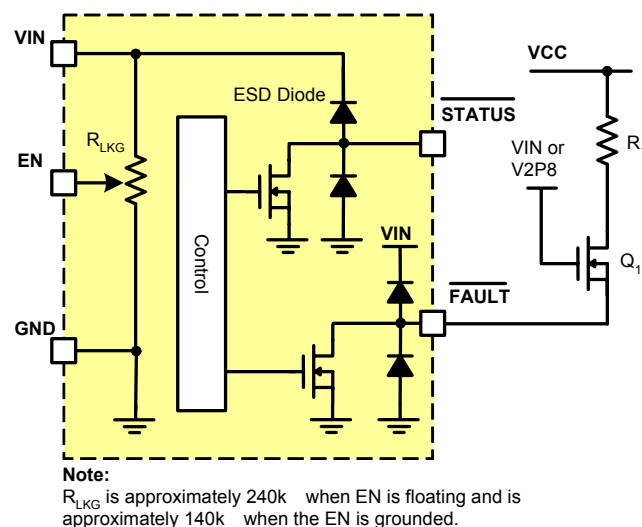 VIN
VCC
ESD Diode
STATUS
R
RLKG
VIN or
V2P8
EN
Control
VIN
Q1
FAULT
GND
Note:
RLKG is approximately 240k when EN is floating and is
approximately 140k when the EN is grounded.